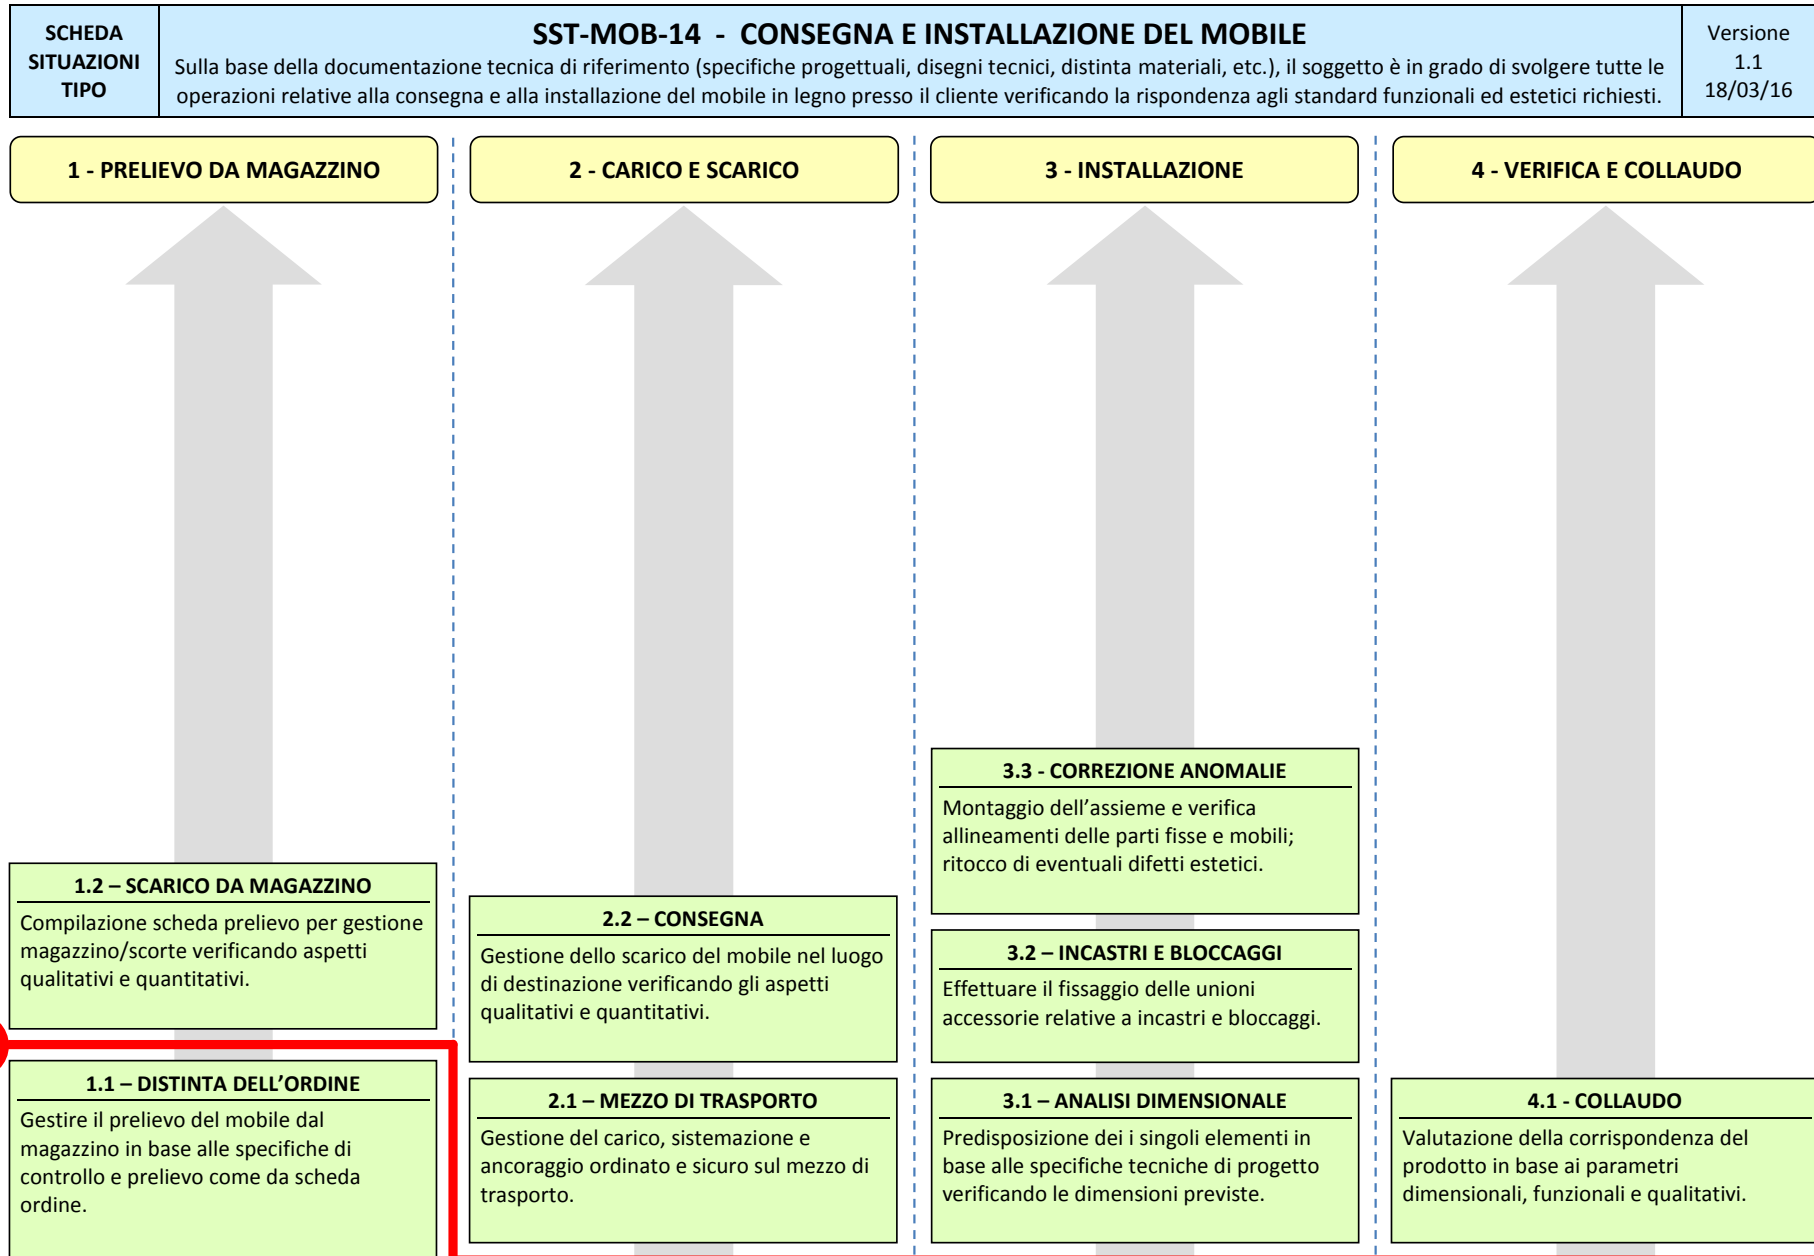 SCHEDA
SITUAZIONI
TIPO
SST-MOB-14 - CONSEGNA E INSTALLAZIONE DEL MOBILE
Sulla base della documentazione tecnica di riferimento (specifiche progettuali, disegni tecnici, distinta materiali, etc.), il soggetto è in grado di svolgere tutte le
operazioni relative alla consegna e alla installazione del mobile in legno presso il cliente verificando la rispondenza agli standard funzionali ed estetici richiesti.
Versione
1.1
18/03/16
1 - PRELIEVO DA MAGAZZINO
2 - CARICO E SCARICO
3 - INSTALLAZIONE
4 - VERIFICA E COLLAUDO
1.2 – SCARICO DA MAGAZZINO
Compilazione scheda prelievo per gestione
magazzino/scorte verificando aspetti
qualitativi e quantitativi.
1.1 – DISTINTA DELL'ORDINE
Gestire il prelievo del mobile dal
magazzino in base alle specifiche di
controllo e prelievo come da scheda
ordine.
2.2 – CONSEGNA
Gestione dello scarico del mobile nel luogo
di destinazione verificando gli aspetti
qualitativi e quantitativi.
2.1 – MEZZO DI TRASPORTO
Gestione del carico, sistemazione e
ancoraggio ordinato e sicuro sul mezzo di
trasporto.
3.3 - CORREZIONE ANOMALIE
Montaggio dell'assieme e verifica
allineamenti delle parti fisse e mobili;
ritocco di eventuali difetti estetici.
3.2 – INCASTRI E BLOCCAGGI
Effettuare il fissaggio delle unioni
accessorie relative a incastri e bloccaggi.
3.1 – ANALISI DIMENSIONALE
Predisposizione dei i singoli elementi in
base alle specifiche tecniche di progetto
verificando le dimensioni previste.
4.1 - COLLAUDO
Valutazione della corrispondenza del
prodotto in base ai parametri
dimensionali, funzionali e qualitativi.